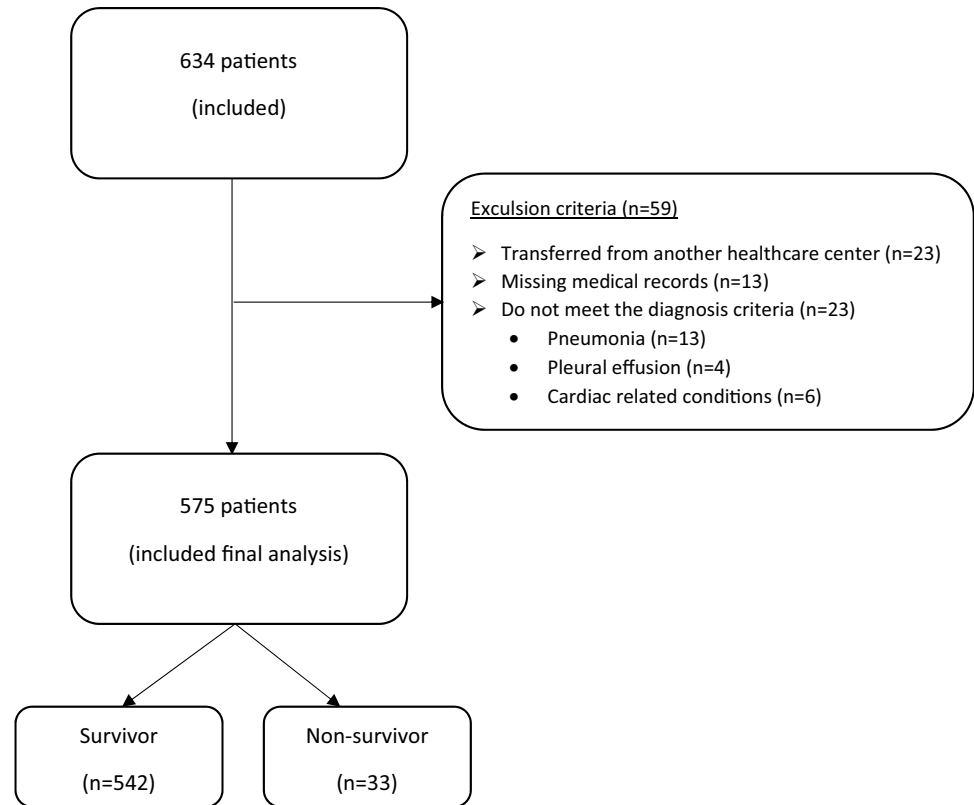 634 patients
(included)
Exculsion criteria (n=59)
➢ Transferred from another healthcare center (n=23)
➢ Missing medical records (n=13)
➢ Do not meet the diagnosis criteria (n=23)
• Pneumonia (n=13)
• Pleural effusion (n=4)
• Cardiac related conditions (n=6)
575 patients
(included final analysis)
Survivor
(n=542)
Non-survivor
(n=33)